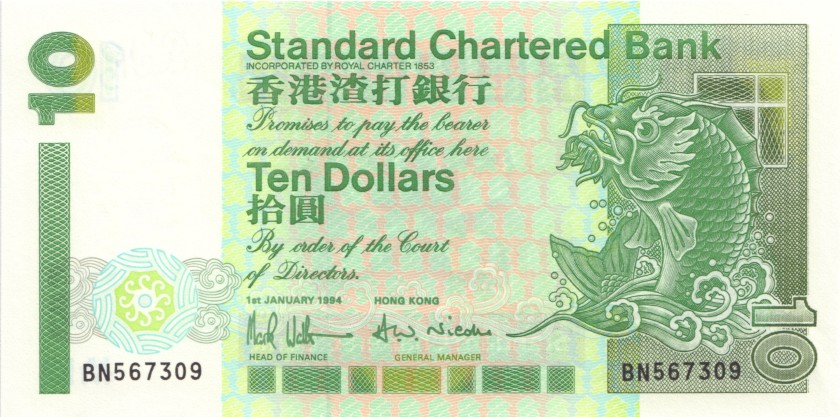 10
Standard Chartered Bank
INCORPORATED BY ROYAL CHARTER 1853
香港渣打銀行
Promises to pay the bearer
on demand at its office here
Ten Dollars
拾圓
By order of the Court
of Directors.
1st JANUARY 1994 HONG KONG
HEAD OF FINANCE GENERAL MANAGER
BN567309 BN567309
10